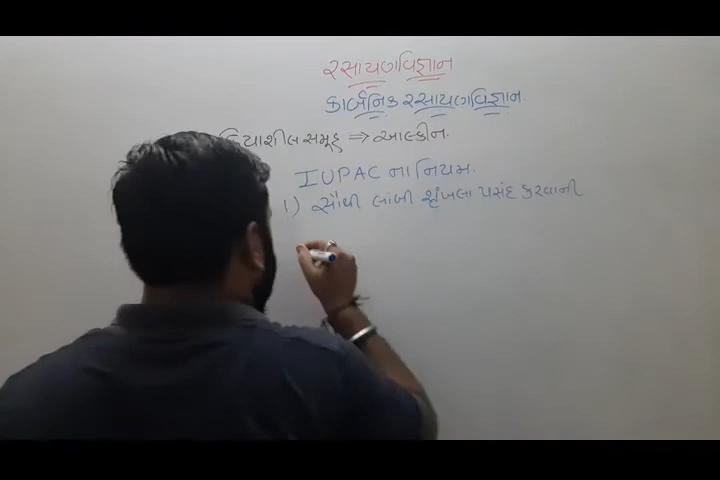 રસાયણવિજ્ઞાન
કાર્બનિક રસાયણવિજ્ઞાન.
સમૂહ ⇒ આલ્કીન.
IUPAC ના નિયમ.
1) સૌથી લાંબી શૃંખલા પસંદ કરવાની